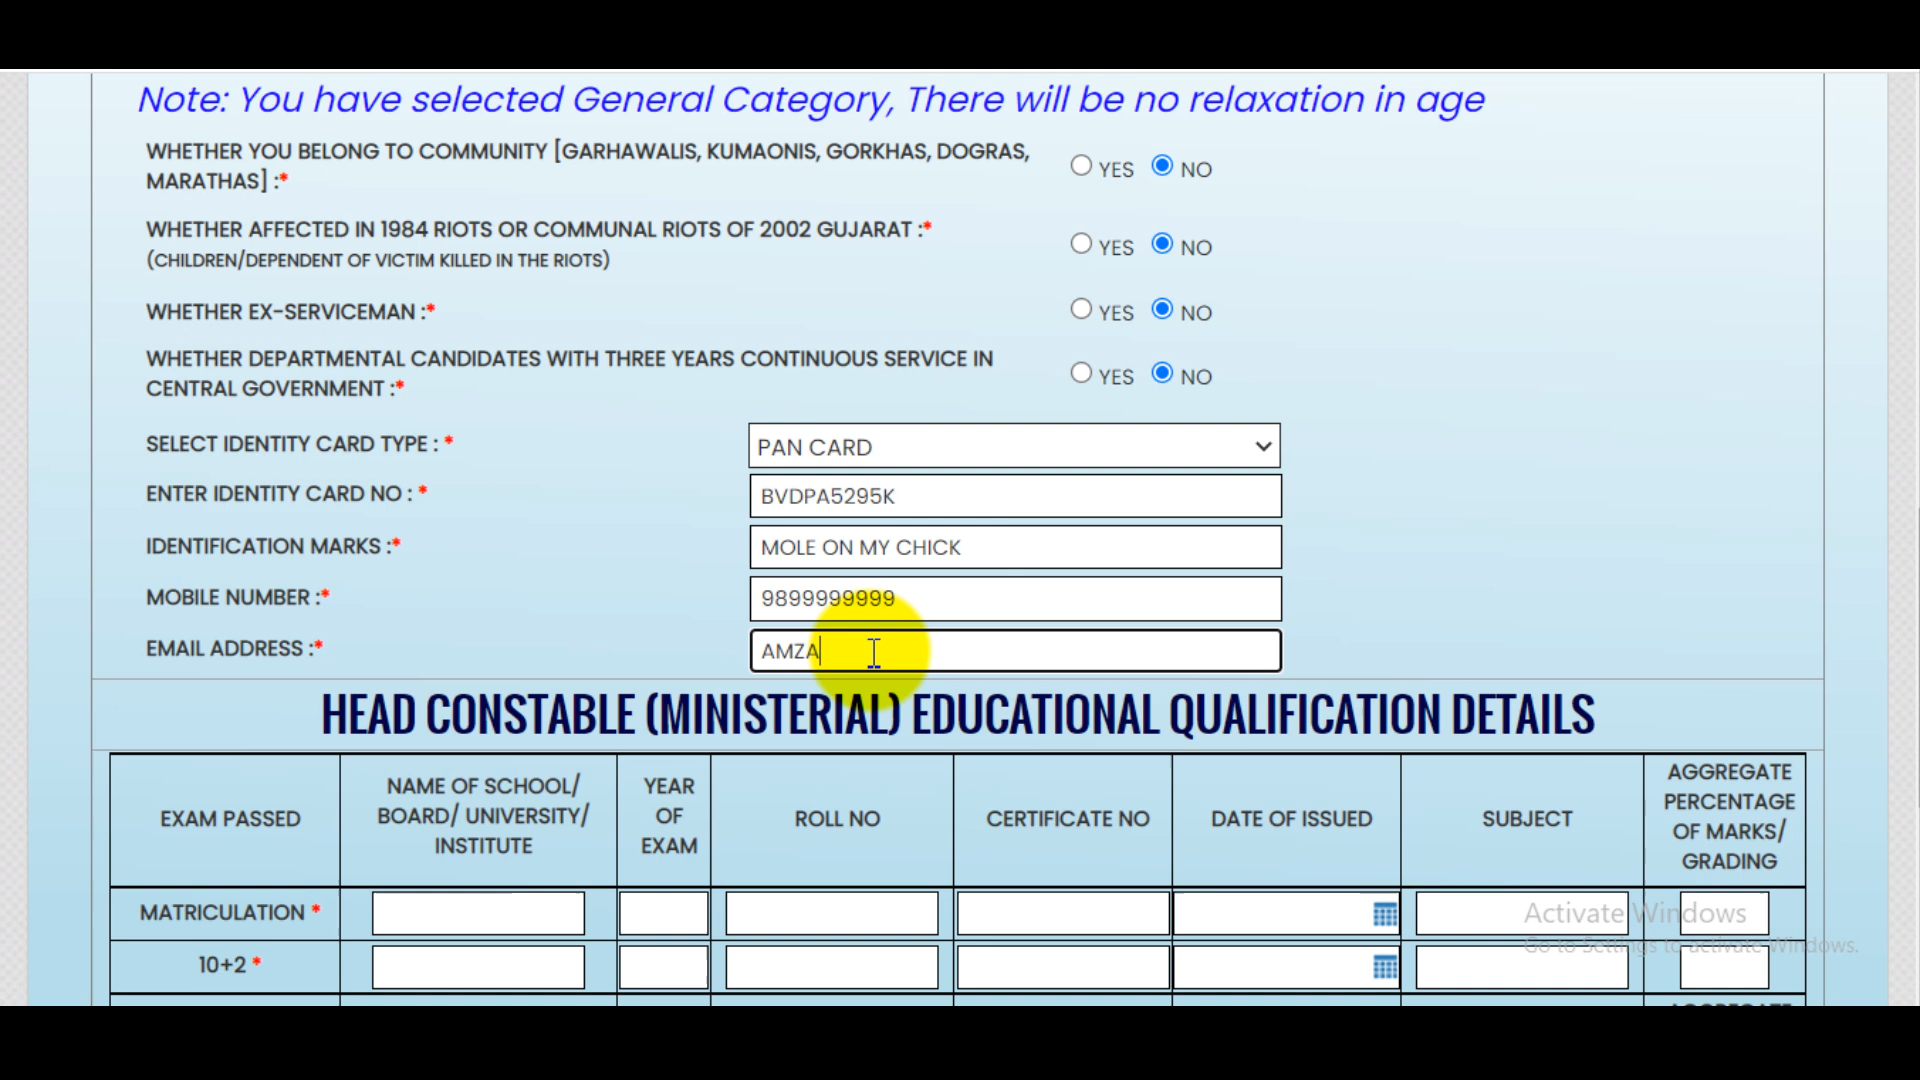 Note: You have selected General Category, There will be no relaxation in age
WHETHER YOU BELONG TO COMMUNITY [GARHAWALIS, KUMAONIS, GORKHAS, DOGRAS,
MARATHAS] :*
YES NO
WHETHER AFFECTED IN 1984 RIOTS OR COMMUNAL RIOTS OF 2002 GUJARAT :*
(CHILDREN/DEPENDENT OF VICTIM KILLED IN THE RIOTS)
YES NO
WHETHER EX-SERVICEMAN :*
YES NO
WHETHER DEPARTMENTAL CANDIDATES WITH THREE YEARS CONTINUOUS SERVICE IN
CENTRAL GOVERNMENT :*
YES NO
SELECT IDENTITY CARD TYPE : * PAN CARD
ENTER IDENTITY CARD NO : * BVDPA5295K
IDENTIFICATION MARKS :* MOLE ON MY CHICK
MOBILE NUMBER :* 9899999999
EMAIL ADDRESS :* AMZA
HEAD CONSTABLE (MINISTERIAL) EDUCATIONAL QUALIFICATION DETAILS
EXAM PASSED
NAME OF SCHOOL/
BOARD/ UNIVERSITY/
INSTITUTE
YEAR
OF
EXAM
ROLL NO
CERTIFICATE NO
DATE OF ISSUED
SUBJECT
AGGREGATE
PERCENTAGE
OF MARKS/
GRADING
MATRICULATION *
10+2 *
Activate Windows
Go to Settings to activate Windows.